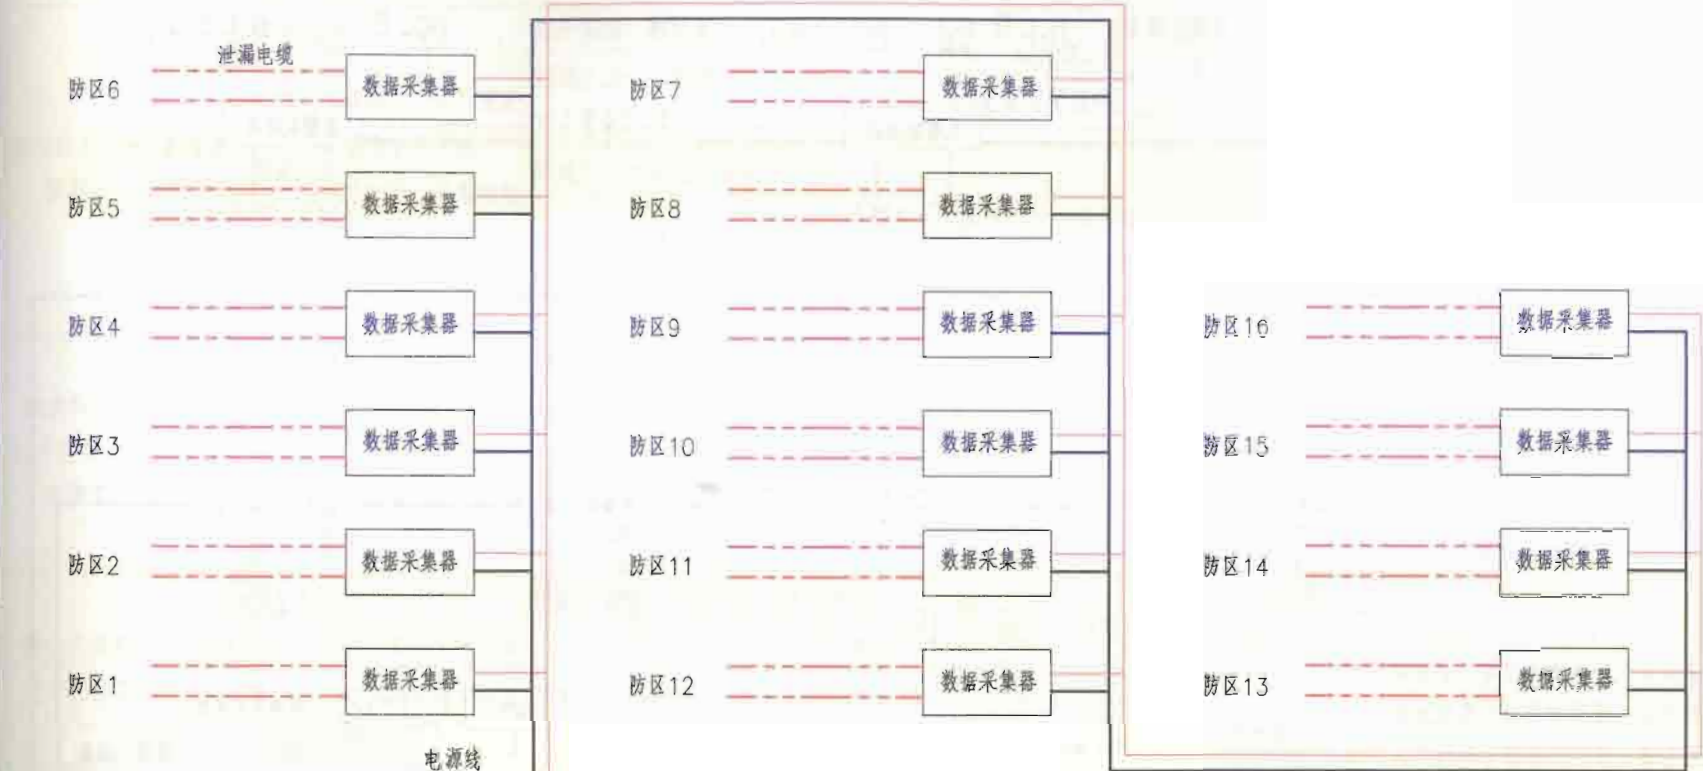 泄漏电缆
防区6 数据采集器 防区7 数据采集器
防区5 数据采集器 防区8 数据采集器
防区4 数据采集器 防区9 数据采集器 防区16 数据采集器
防区3 数据采集器 防区10 数据采集器 防区15 数据采集器
防区2 数据采集器 防区11 数据采集器 防区14 数据采集器
防区1 数据采集器 防区12 数据采集器 防区13 数据采集器
电源线